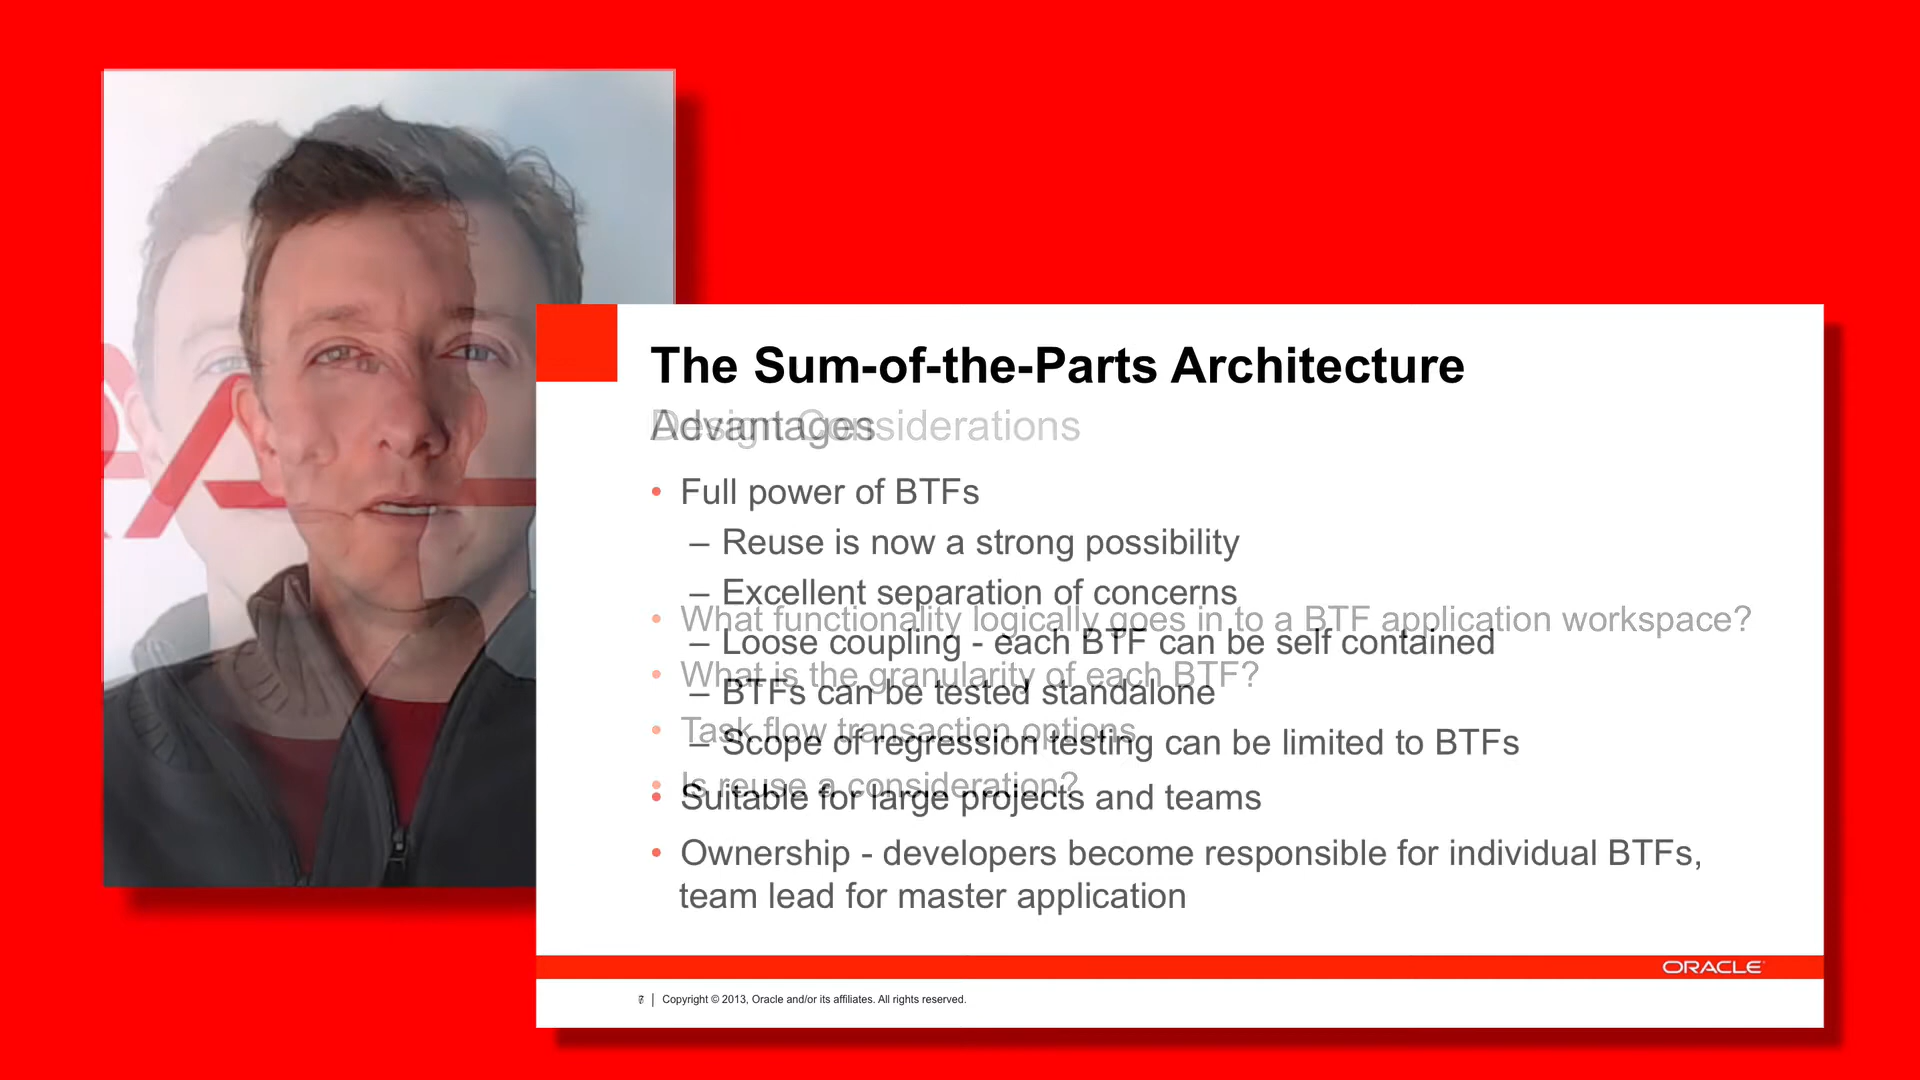 The Sum-of-the-Parts Architecture
Advantages
Design Considerations
• Full power of BTFs
– Reuse is now a strong possibility
– Excellent separation of concerns
• What functionality logically goes in to a BTF application workspace?
– Loose coupling - each BTF can be self contained
• What is the granularity of each BTF?
– BTFs can be tested standalone
• Task flow transaction options
– Scope of regression testing can be limited to BTFs
• Is reuse a consideration?
• Suitable for large projects and teams
• Ownership - developers become responsible for individual BTFs,
team lead for master application
ORACLE
| Copyright © 2013, Oracle and/or its affiliates. All rights reserved.